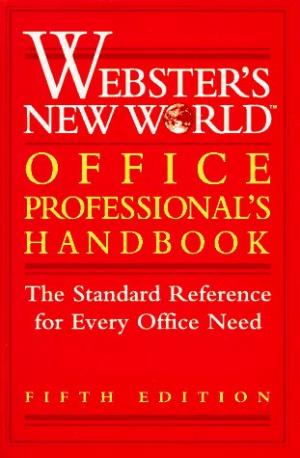 WEBSTER'S
NEW WORLD™
OFFICE
PROFESSIONAL'S
HANDBOOK
The Standard Reference
for Every Office Need
FIFTH EDITION